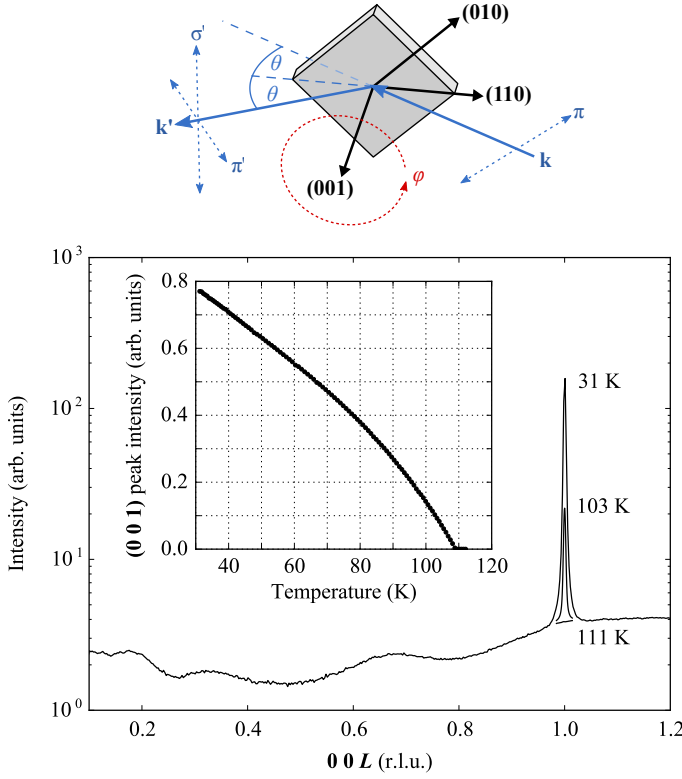 σ'
(010)
θ
θ
(110)
π
k'
π'
(001)
φ
k
Intensity (arb. units)
10³
10²
10¹
10⁰
(0 0 1) peak intensity (arb. units)
0.8
0.6
0.4
0.2
0.0
40 60 80 100 120
Temperature (K)
31 K
103 K
111 K
0.2 0.4 0.6 0.8 1.0 1.2
0 0 L (r.l.u.)